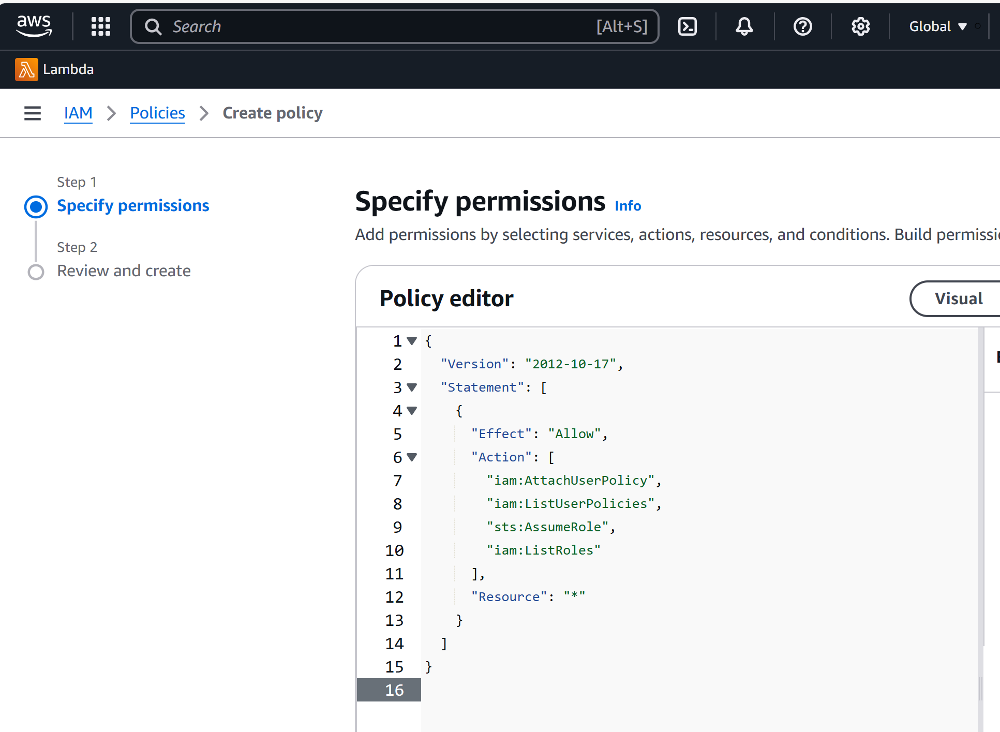 aws
Search [Alt+S]
Global
Lambda
IAM Policies Create policy
Step 1
Specify permissions
Step 2
Review and create
Specify permissions Info
Add permissions by selecting services, actions, resources, and conditions. Build
Policy editor
Visual
1 {
2 "Version": "2012-10-17",
3 "Statement": [
4 {
5 "Effect": "Allow",
6 "Action": [
7 "iam:AttachUserPolicy",
8 "iam:ListUserPolicies",
9 "sts:AssumeRole",
10 "iam:ListRoles"
11 ],
12 "Resource": "*"
13 }
14 ]
15 }
16